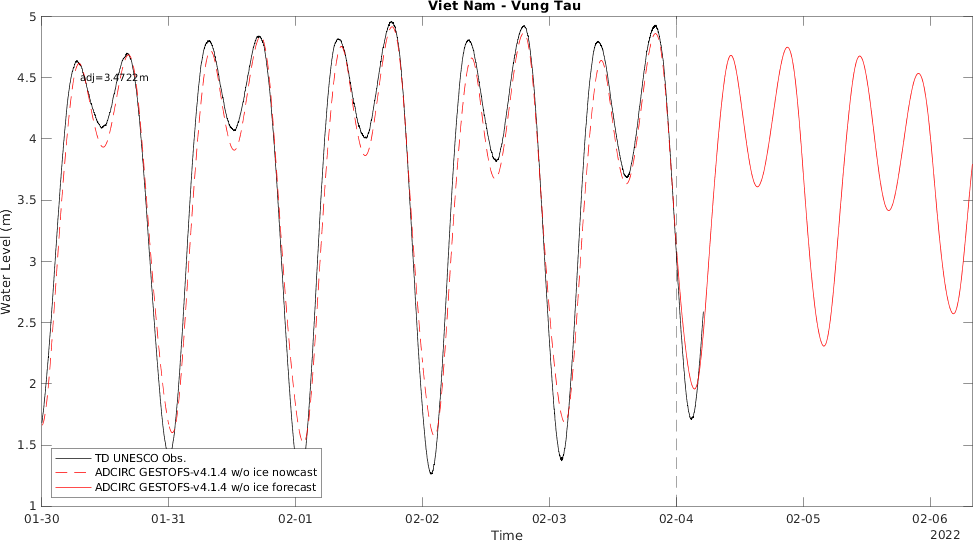 Viet Nam - Vung Tau
Water Level (m)
5
4.5
4
3.5
3
2.5
2
1.5
1
adj=3.4722m
TD UNESCO Obs.
ADCIRC GESTOFS-v4.1.4 w/o ice nowcast
ADCIRC GESTOFS-v4.1.4 w/o ice forecast
01-30 01-31 02-01 02-02 02-03 02-04 02-05 02-06
Time
2022